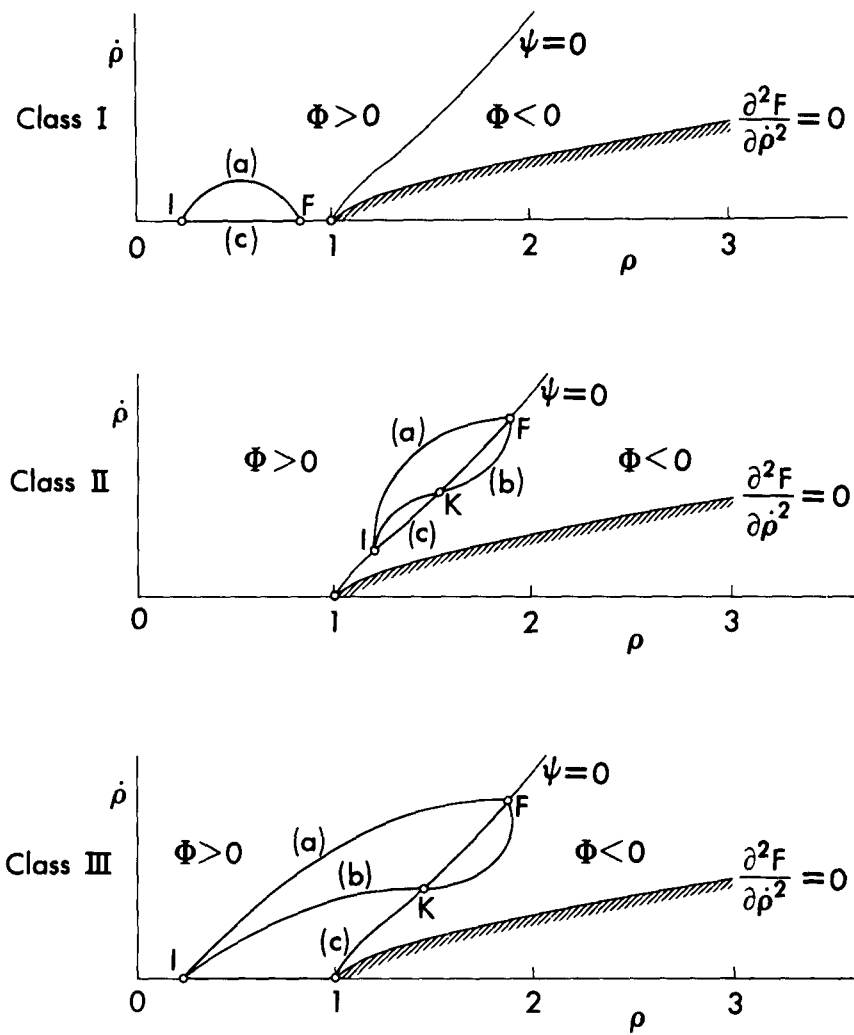 ρ̇
ψ=0
Class I
Φ>0
Φ<0
∂²F/∂ρ̇² = 0
(a)
I
F
(c)
0
1
2
3
ρ
ρ̇
ψ=0
F
(a)
Φ>0
Φ<0
Class II
(b)
∂²F/∂ρ̇² = 0
K
I
(c)
0
1
2
3
ρ
ρ̇
ψ=0
F
Class III
Φ>0
(a)
Φ<0
(b)
∂²F/∂ρ̇² = 0
K
(c)
I
0
1
2
3
ρ